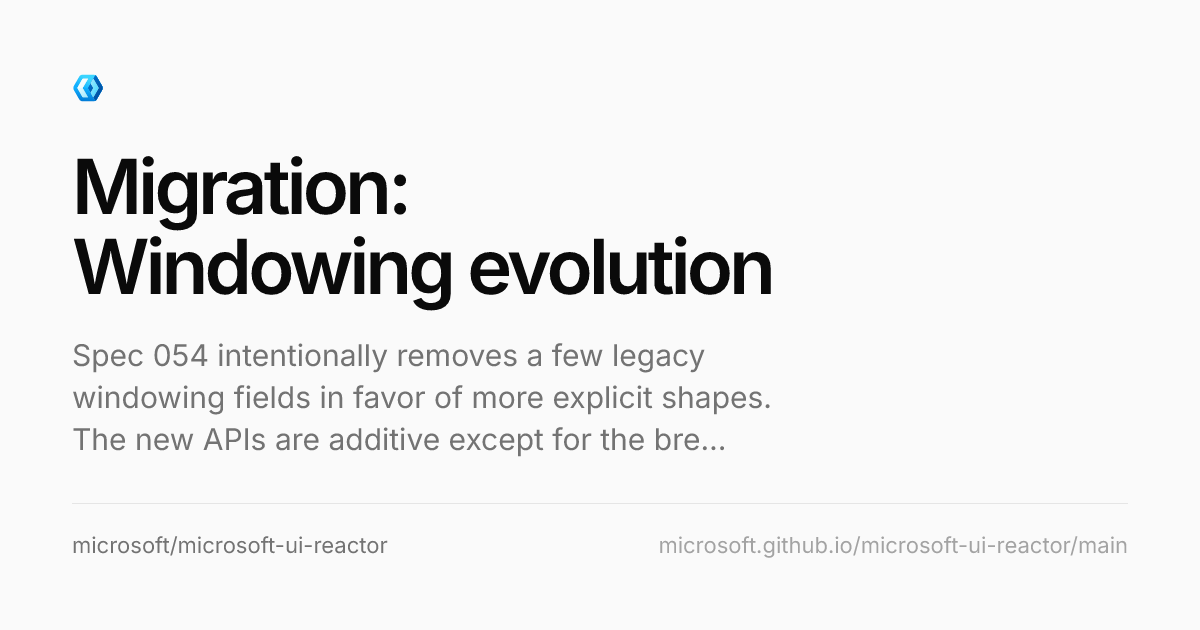 Migration:
Windowing evolution
Spec 054 intentionally removes a few legacy
windowing fields in favor of more explicit shapes.
The new APIs are additive except for the bre...
microsoft/microsoft-ui-reactor
microsoft.github.io/microsoft-ui-reactor/main